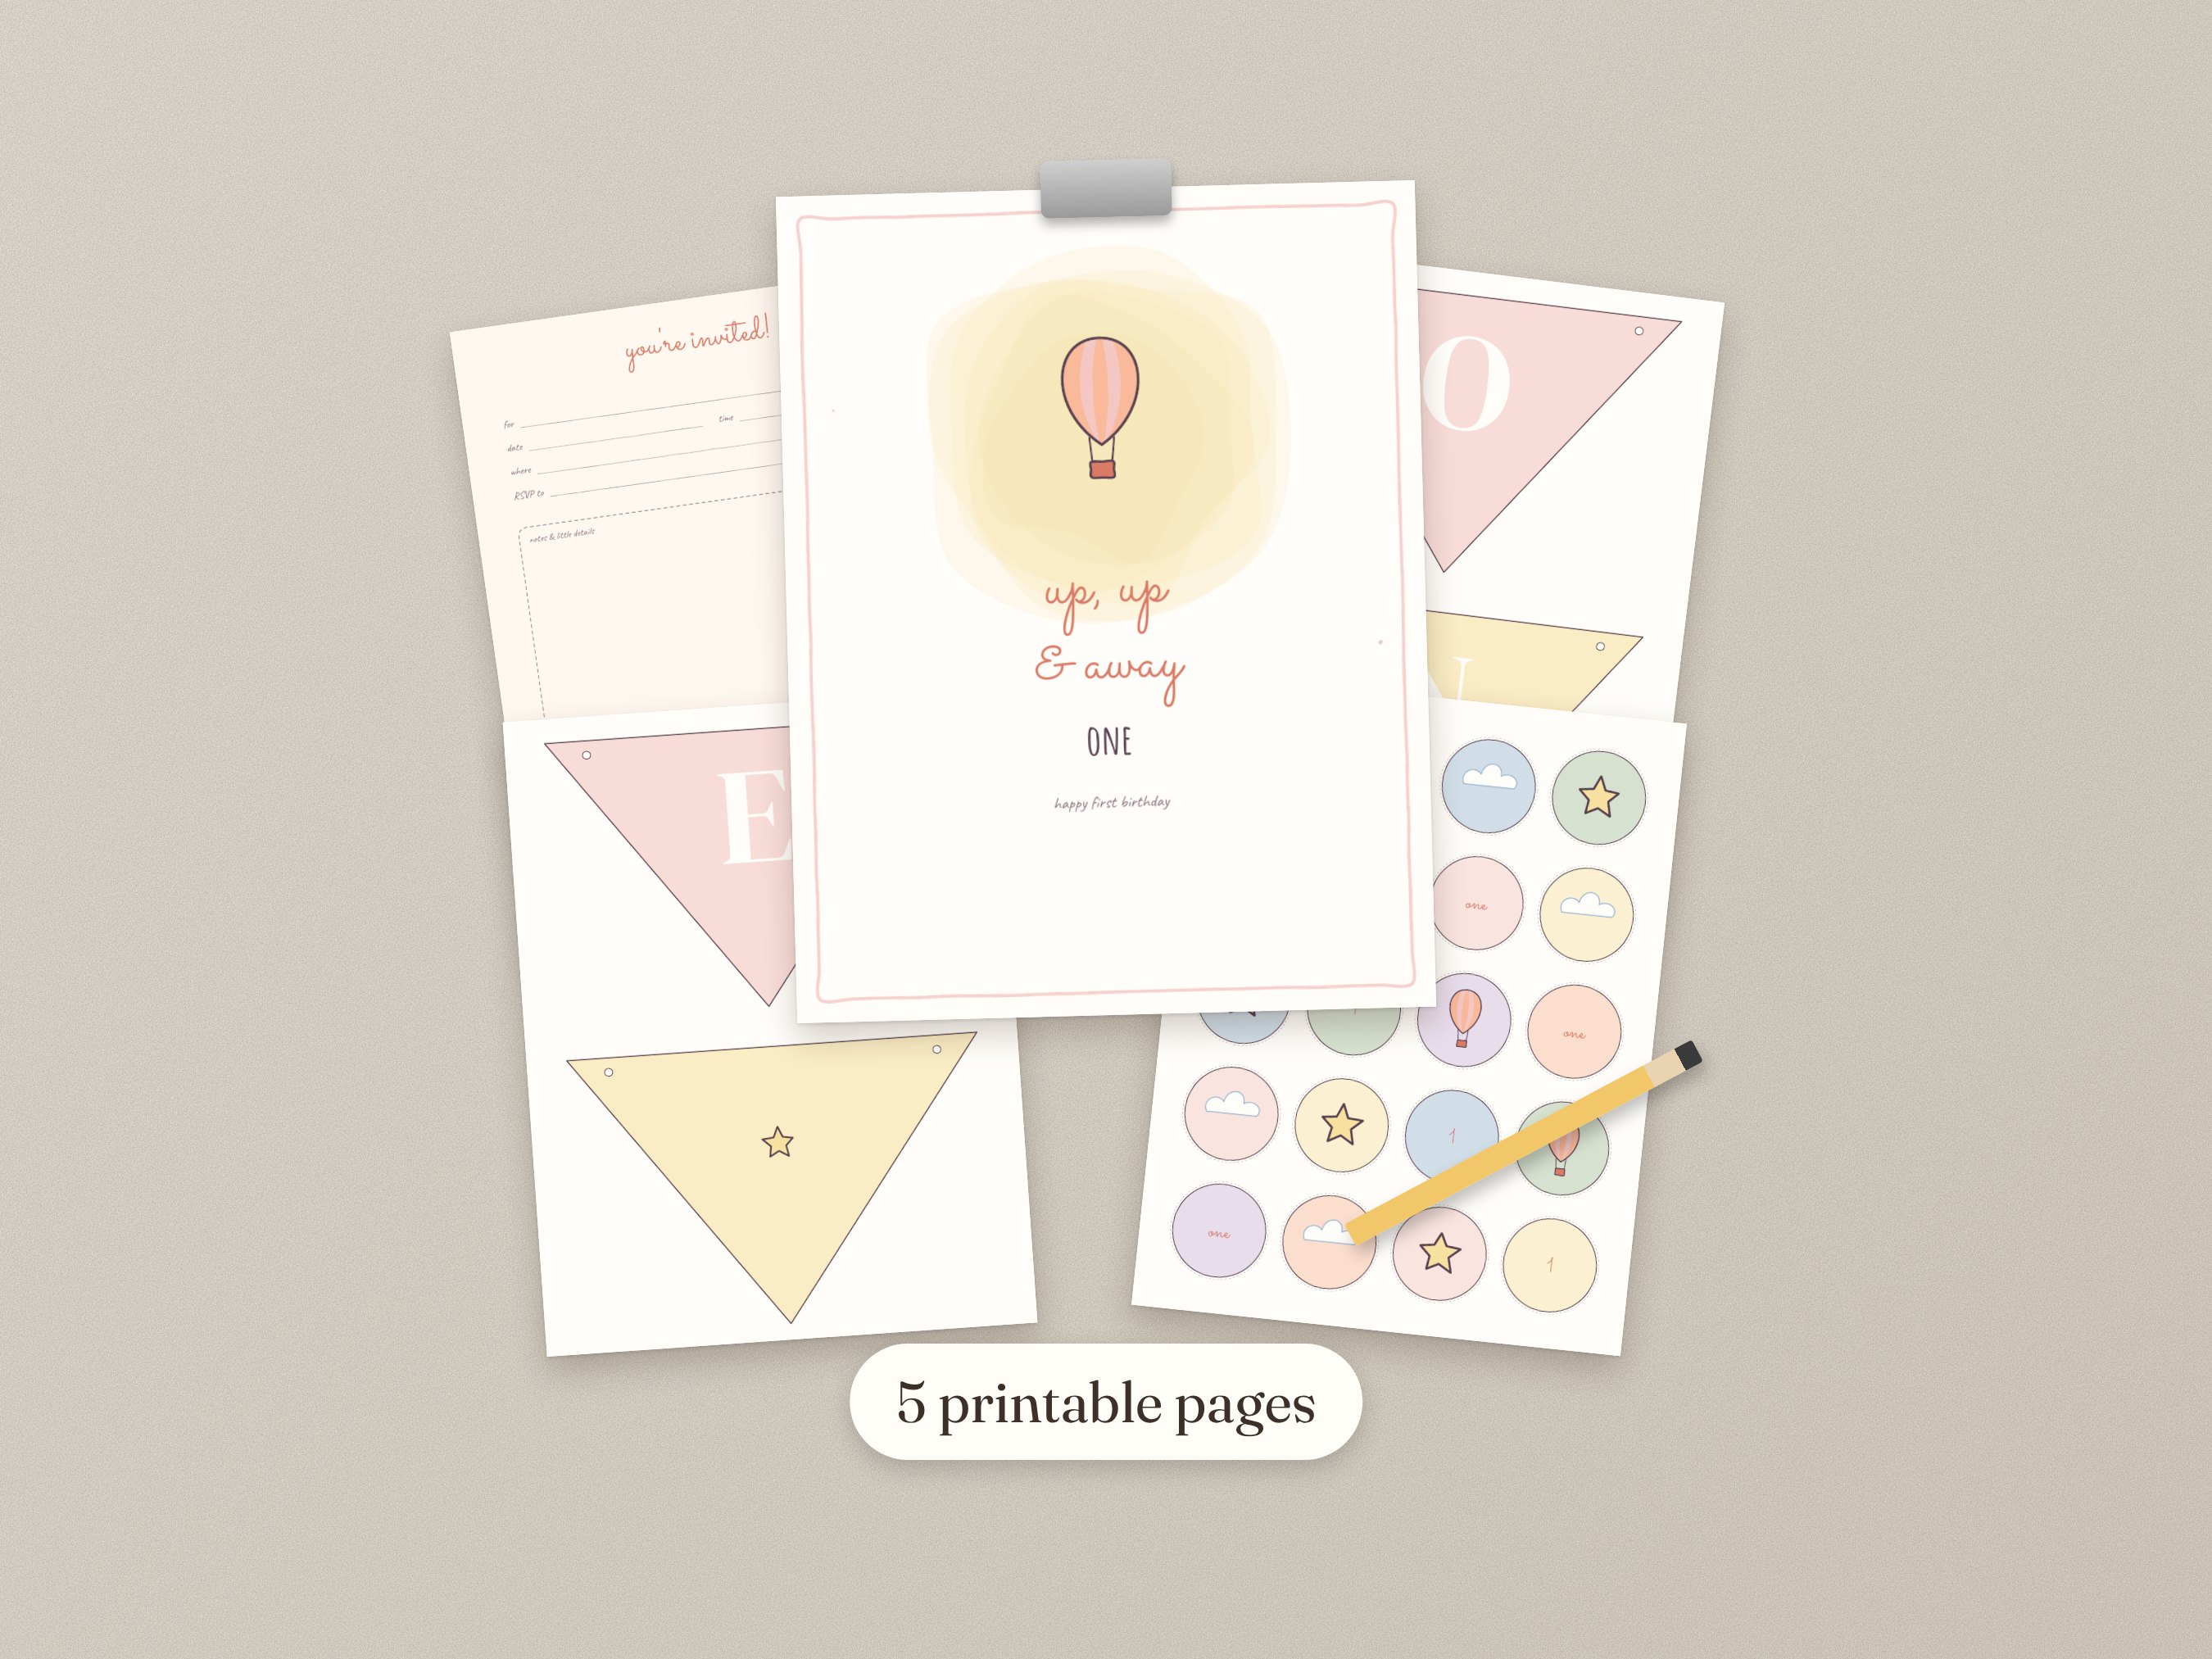 you're invited!
for
date
time
where
RSVP to
notes & little details
up, up
& away
ONE
happy first birthday
O
E
one
1
one
one
1
5 printable pages